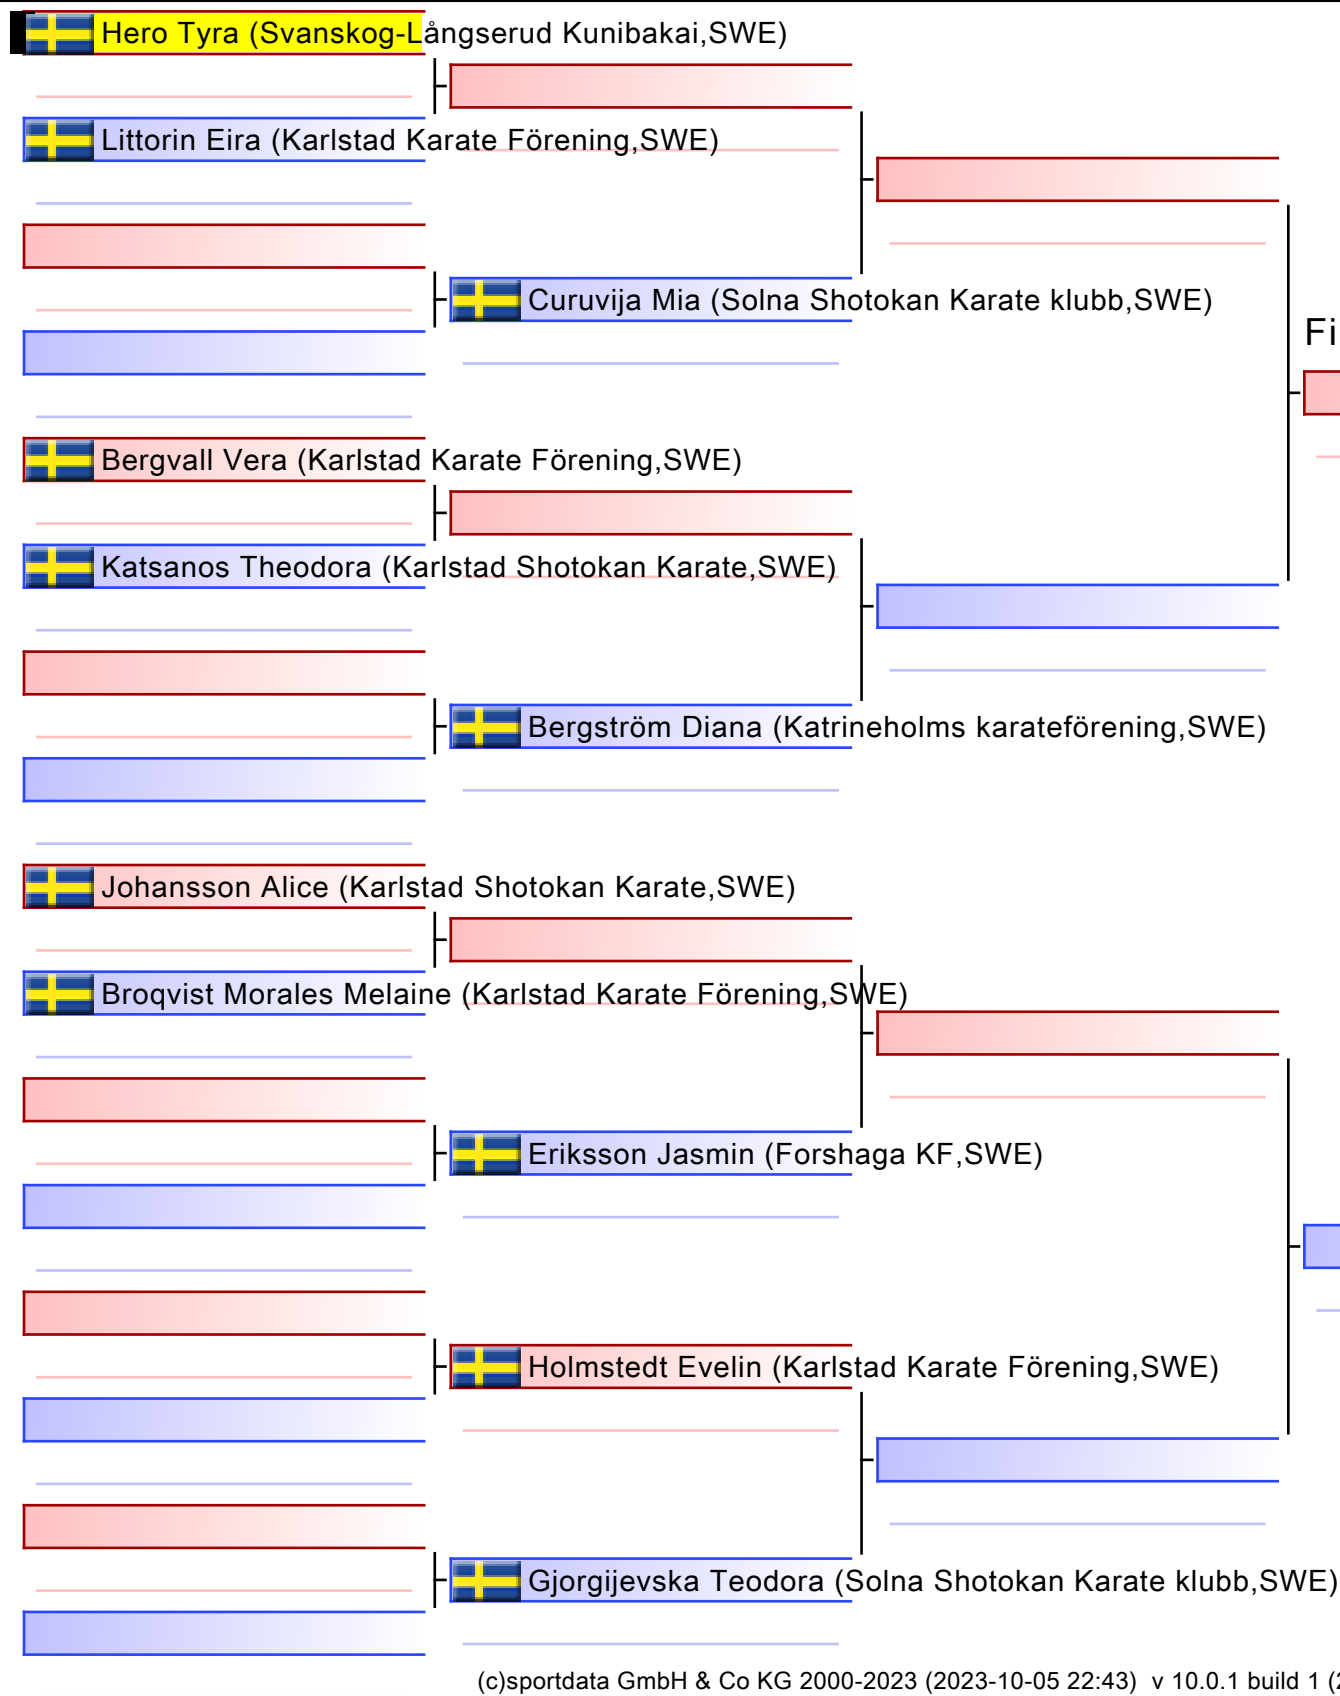 Hero Tyra (Svanskog-Långserud Kunibakai,SWE)
Littorin Eira (Karlstad Karate Förening,SWE)
Curuvija Mia (Solna Shotokan Karate klubb,SWE)
Fi
Bergvall Vera (Karlstad Karate Förening,SWE)
Katsanos Theodora (Karlstad Shotokan Karate,SWE)
Bergström Diana (Katrineholms karateförening,SWE)
Johansson Alice (Karlstad Shotokan Karate,SWE)
Broqvist Morales Melaine (Karlstad Karate Förening,SWE)
Eriksson Jasmin (Forshaga KF,SWE)
Holmstedt Evelin (Karlstad Karate Förening,SWE)
Gjorgijevska Teodora (Solna Shotokan Karate klubb,SWE)
(c)sportdata GmbH & Co KG 2000-2023 (2023-10-05 22:43) v 10.0.1 build 1 (